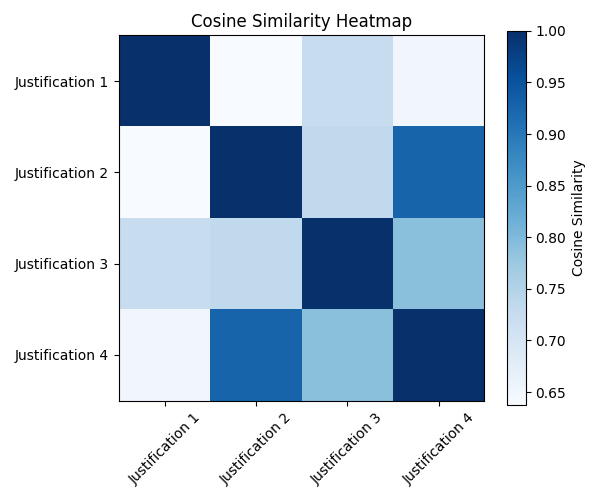 Cosine Similarity Heatmap
Justification 1
Justification 2
Justification 3
Justification 4
Justification 1
Justification 2
Justification 3
Justification 4
1.00
0.95
0.90
0.85
0.80
0.75
0.70
0.65
Cosine Similarity